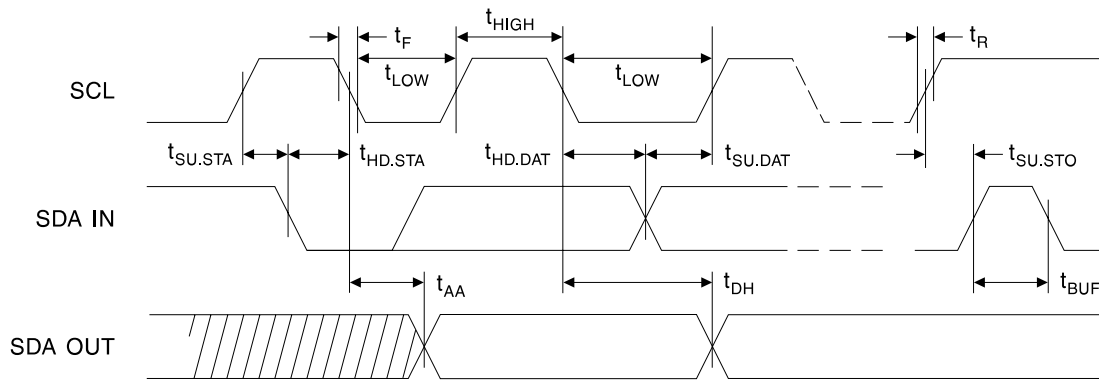 t_F
t_HIGH
t_R
SCL
t_LOW
t_LOW
t_SU.STA
t_HD.STA
t_HD.DAT
t_SU.DAT
t_SU.STO
SDA IN
t_AA
t_DH
t_BUF
SDA OUT